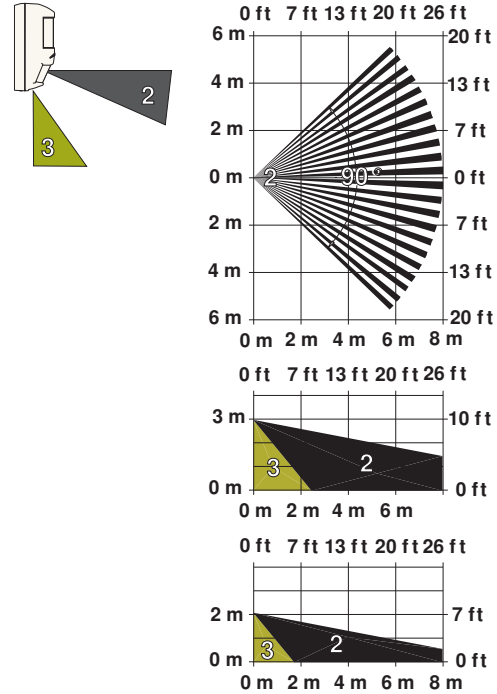 0 ft 7 ft 13 ft 20 ft 26 ft
6 m 20 ft
4 m 13 ft
2 m 7 ft
0 m 2 90° 0 ft
2 m 7 ft
4 m 13 ft
6 m 20 ft
0 m 2 m 4 m 6 m 8 m
2
3
0 ft 7 ft 13 ft 20 ft 26 ft
3 m 10 ft
3 2
0 m 0 ft
0 m 2 m 4 m 6 m
0 ft 7 ft 13 ft 20 ft 26 ft
2 m 7 ft
3 2
0 m 0 ft
0 m 2 m 4 m 6 m 8 m